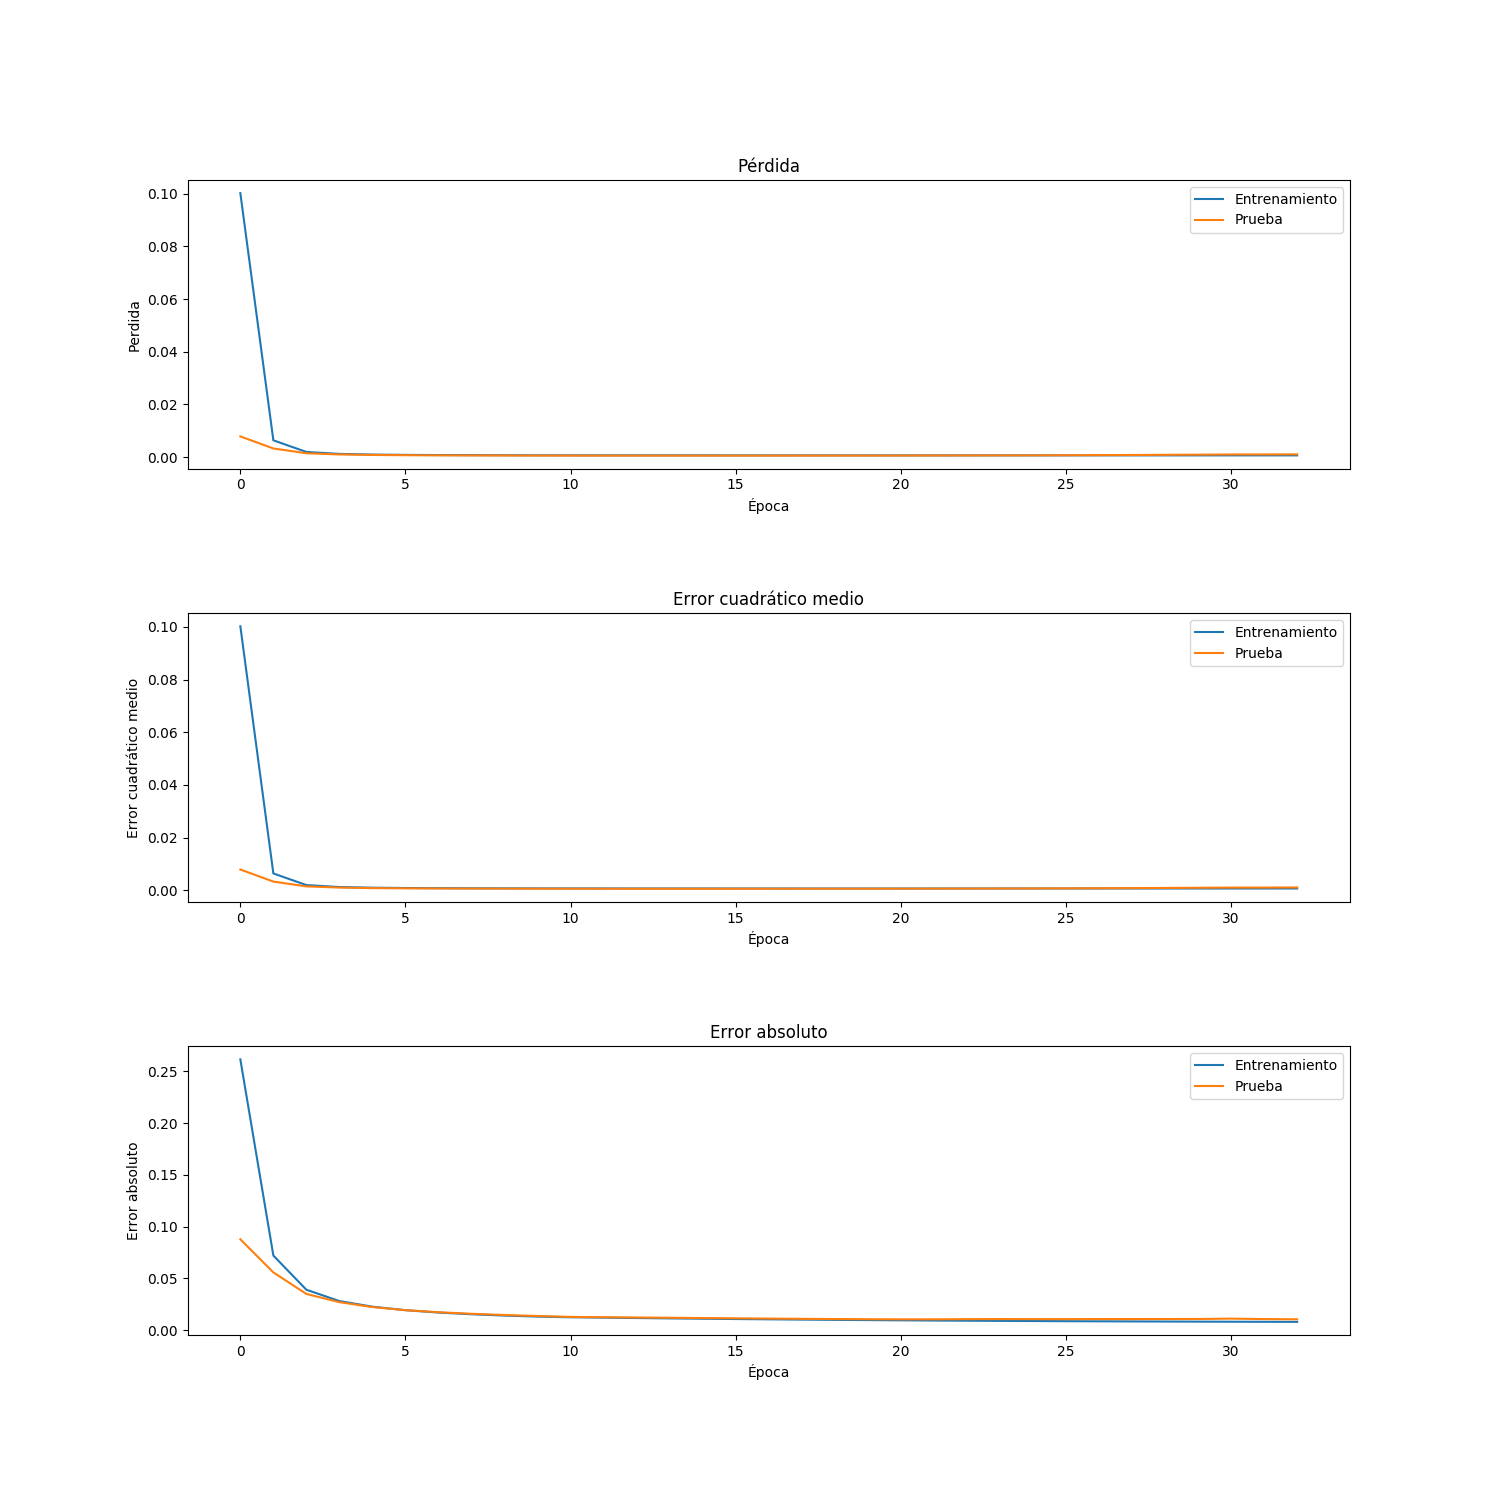 Pérdida
Entrenamiento
Prueba
0.10
0.08
0.06
0.04
0.02
0.00
Perdida
0 5 10 15 20 25 30
Época
Error cuadrático medio
Entrenamiento
Prueba
0.10
0.08
0.06
0.04
0.02
0.00
Error cuadrático medio
0 5 10 15 20 25 30
Época
Error absoluto
Entrenamiento
Prueba
0.25
0.20
0.15
0.10
0.05
0.00
Error absoluto
0 5 10 15 20 25 30
Época